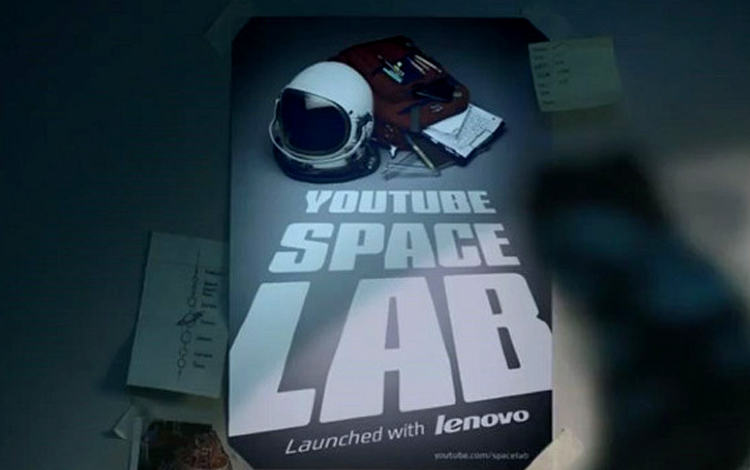 YOUTUBE
SPACE
LAB
Launched with lenovo
youtube.com/spacelab